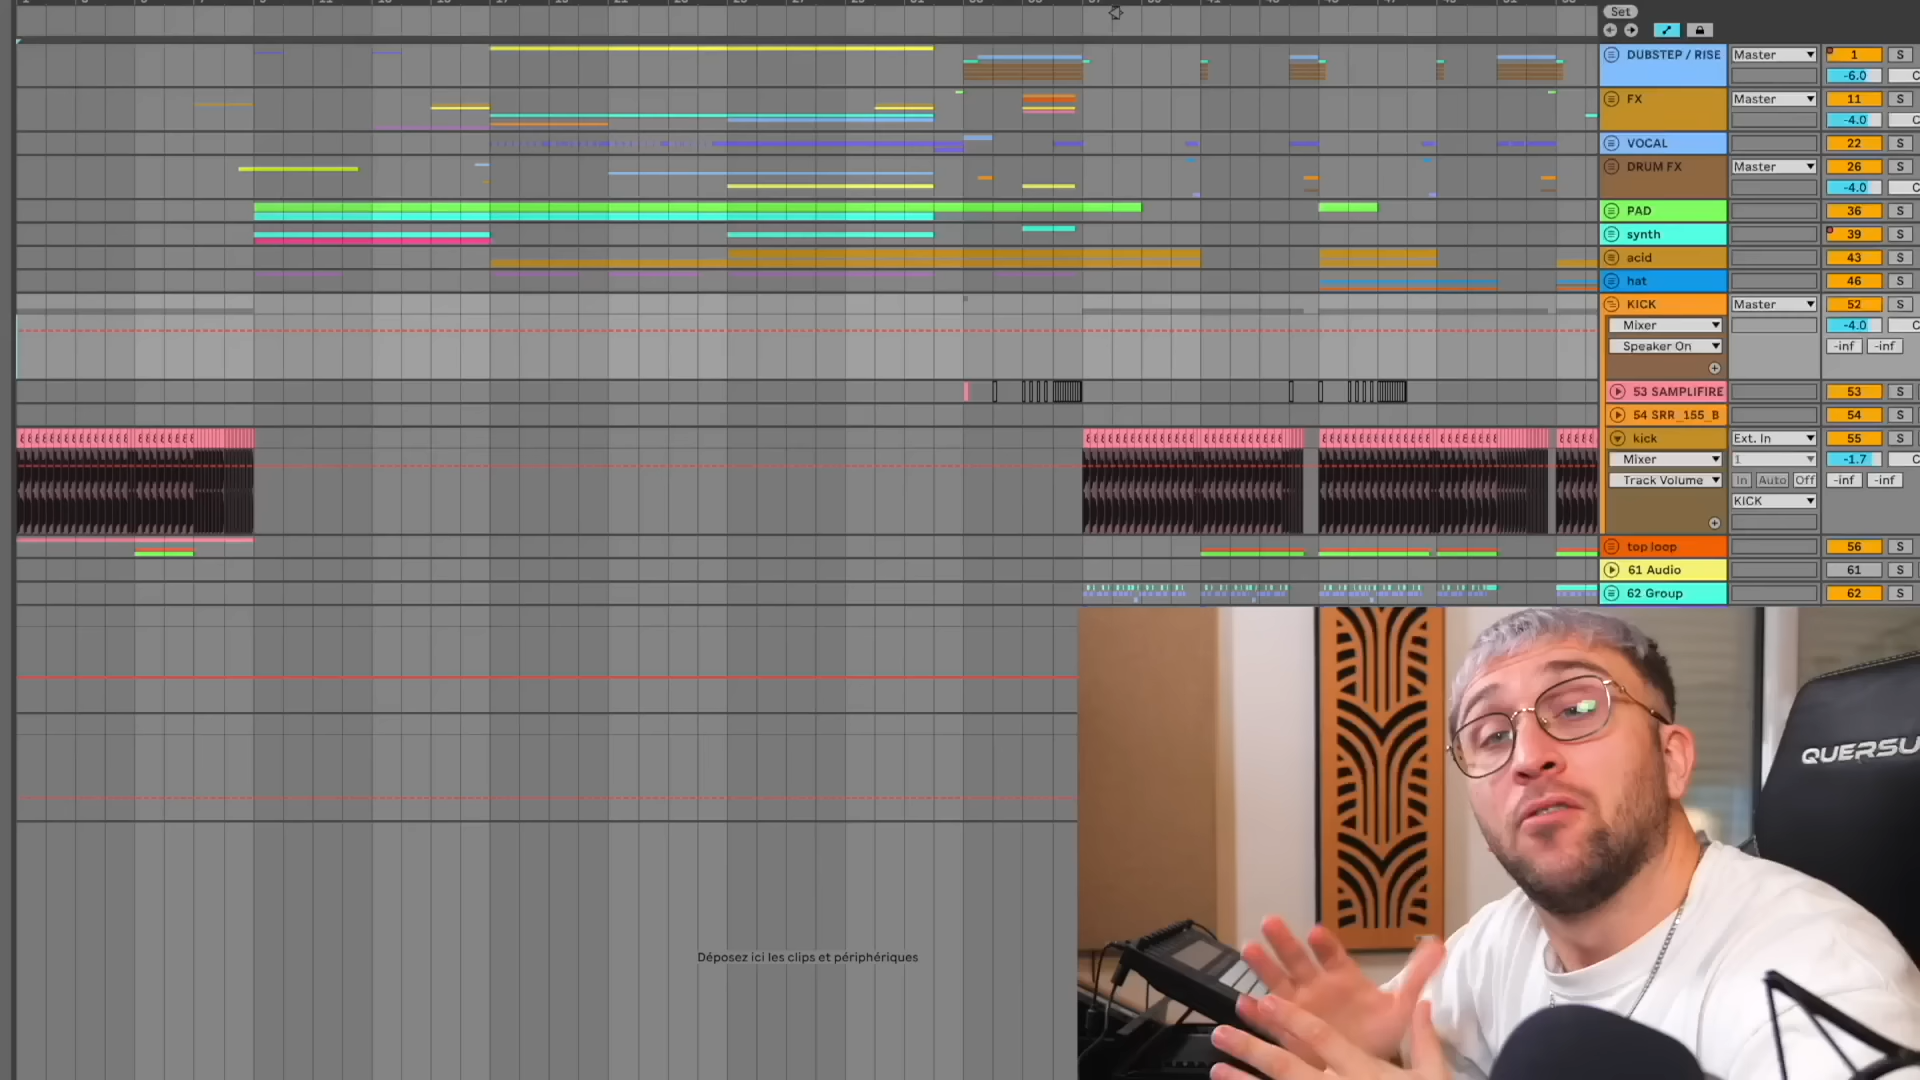 Set
DUBSTEP / RISE Master 1 S
-6.0 C
FX Master 11 S
-4.0 C
VOCAL 22 S
DRUM FX Master 26 S
-4.0 C
PAD 36 S
synth 39 S
acid 43 S
hat 46 S
KICK Master 52 S
Mixer -4.0 C
Speaker On -inf -inf
53 SAMPLIFIRE 53 S
54 SRR_155_B 54 S
kick Ext. In 55 S
Mixer 1 -1.7 C
Track Volume In Auto Off -inf -inf
KICK
top loop 56 S
61 Audio 61 S
62 Group 62 S
QUERSU
Déposez ici les clips et périphériques